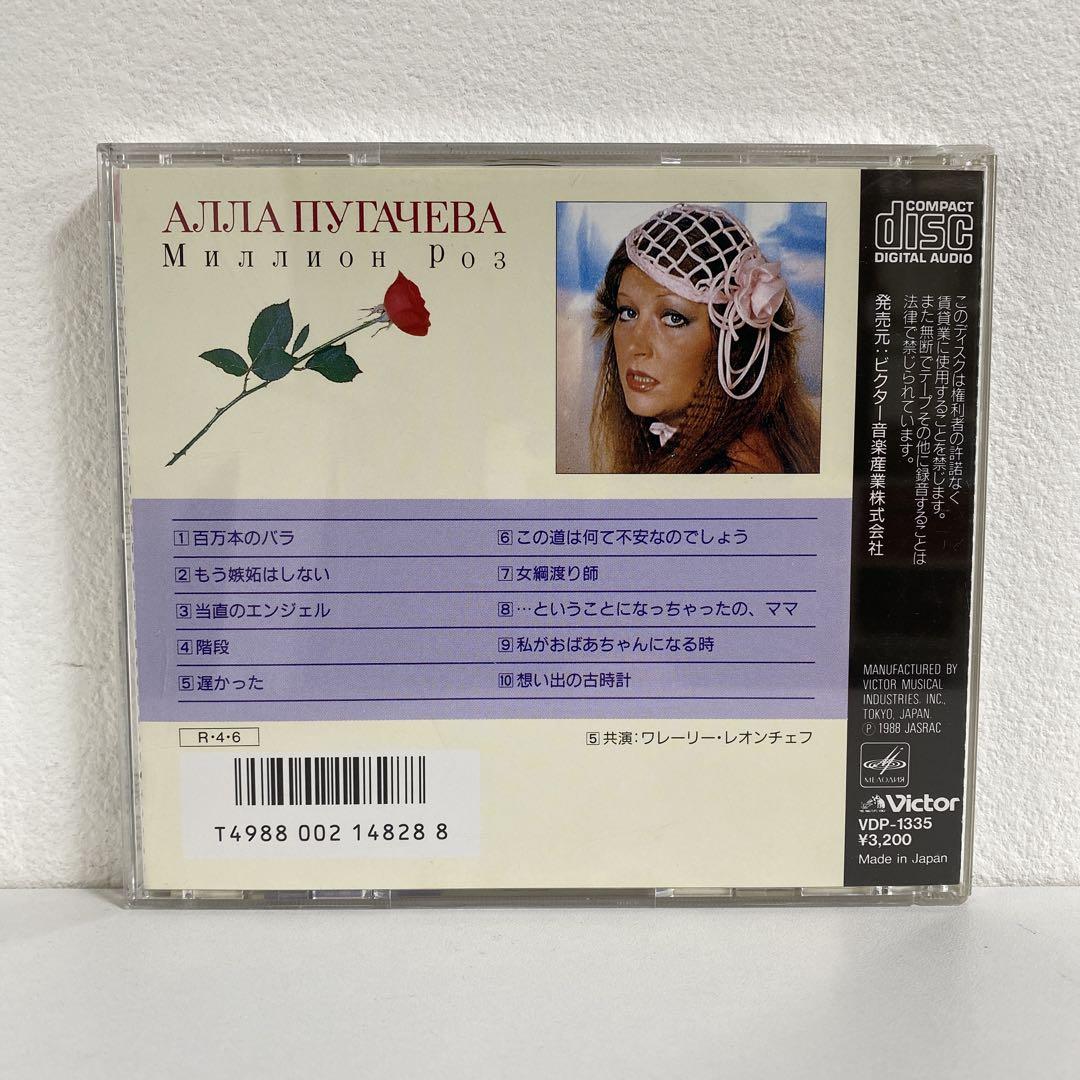 АЛЛА ПУГАЧЕВА
Миллион Роз
1 百万本のバラ
2 もう嫉妬はしない
3 当直のエンジェル
4 階段
5 遅かった
6 この道は何て不安なのでしょう
7 女綱渡り師
8 …ということになっちゃったの、ママ
9 私がおばあちゃんになる時
10 想い出の古時計
R・4・6
5 共演:ワレーリー・レオンチェフ
T4988 002 14828 8
COMPACT
disc
DIGITAL AUDIO
このディスクは権利者の許諾なく
賃貸業に使用することを禁じます。
また無断でテープその他に録音することは
法律で禁じられています。
発売元:ビクター音楽産業株式会社
MANUFACTURED BY
VICTOR MUSICAL
INDUSTRIES, INC.,
TOKYO, JAPAN.
Ⓟ 1988 JASRAC
МЕЛОДИЯ
Victor
VDP-1335
¥3,200
Made in Japan